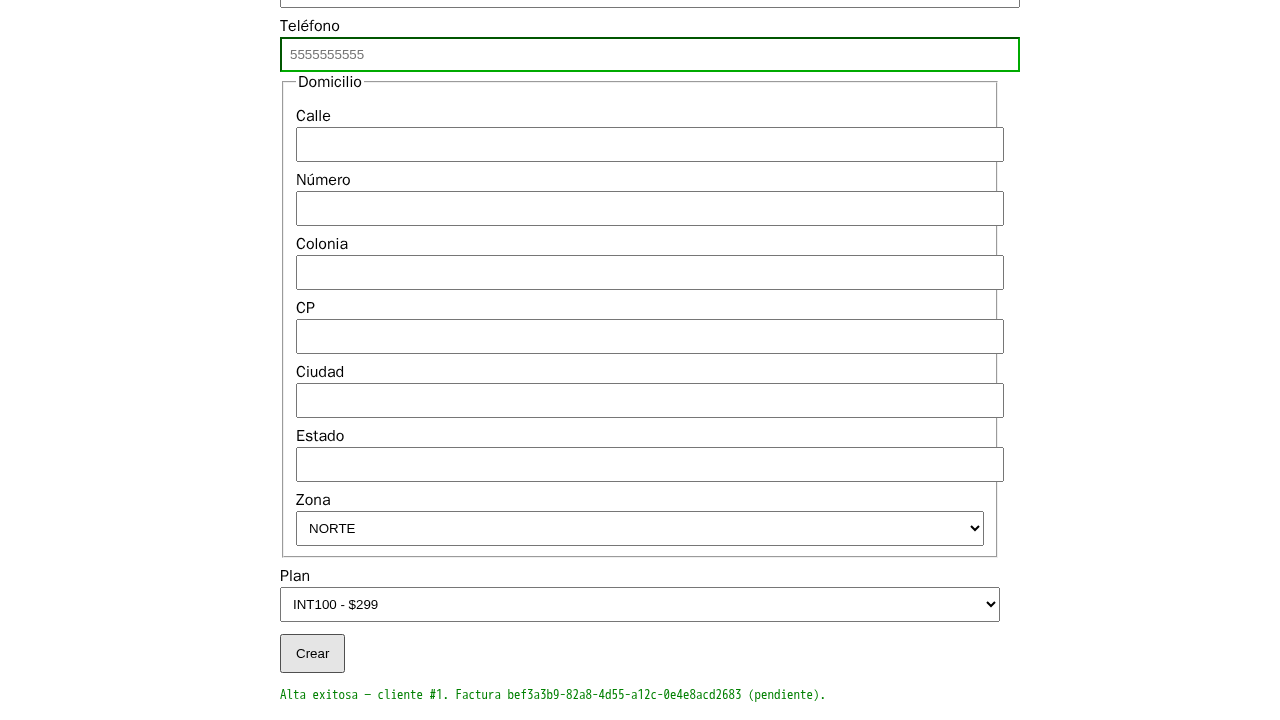 Teléfono
5555555555
Domicilio
Calle
Número
Colonia
CP
Ciudad
Estado
Zona
NORTE
Plan
INT100 - $299
Crear
Alta exitosa — cliente #1. Factura bef3a3b9-82a8-4d55-a12c-0e4e8acd2683 (pendiente).